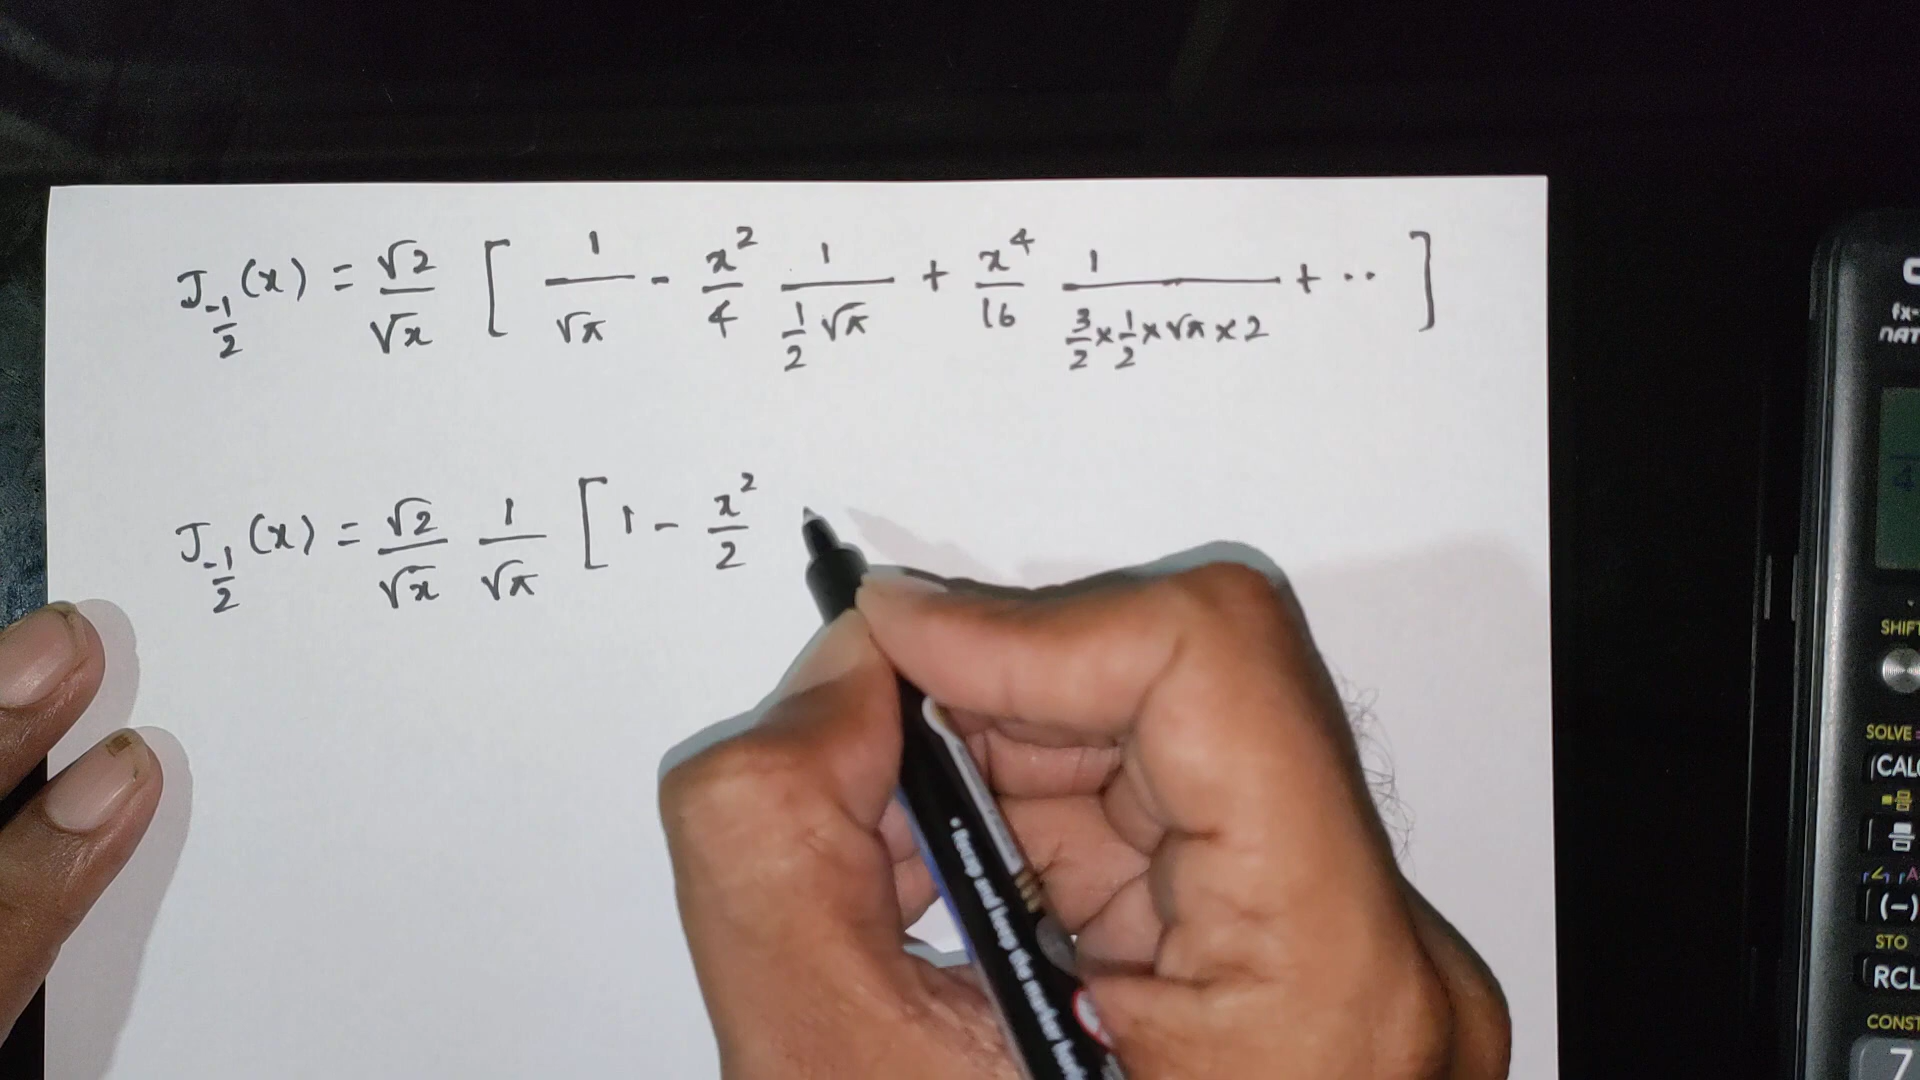 J_{-1/2}(x) = √2/√x [ 1/√π - x²/4 1/(1/2 √π) + x⁴/16 1/(3/2 × 1/2 × √π × 2) + ·· ]
J_{-1/2}(x) = √2/√x 1/√π [ 1 - x²/2
SHIFT
SOLVE =
CALC
(-)
STO
RCL
CONST
7